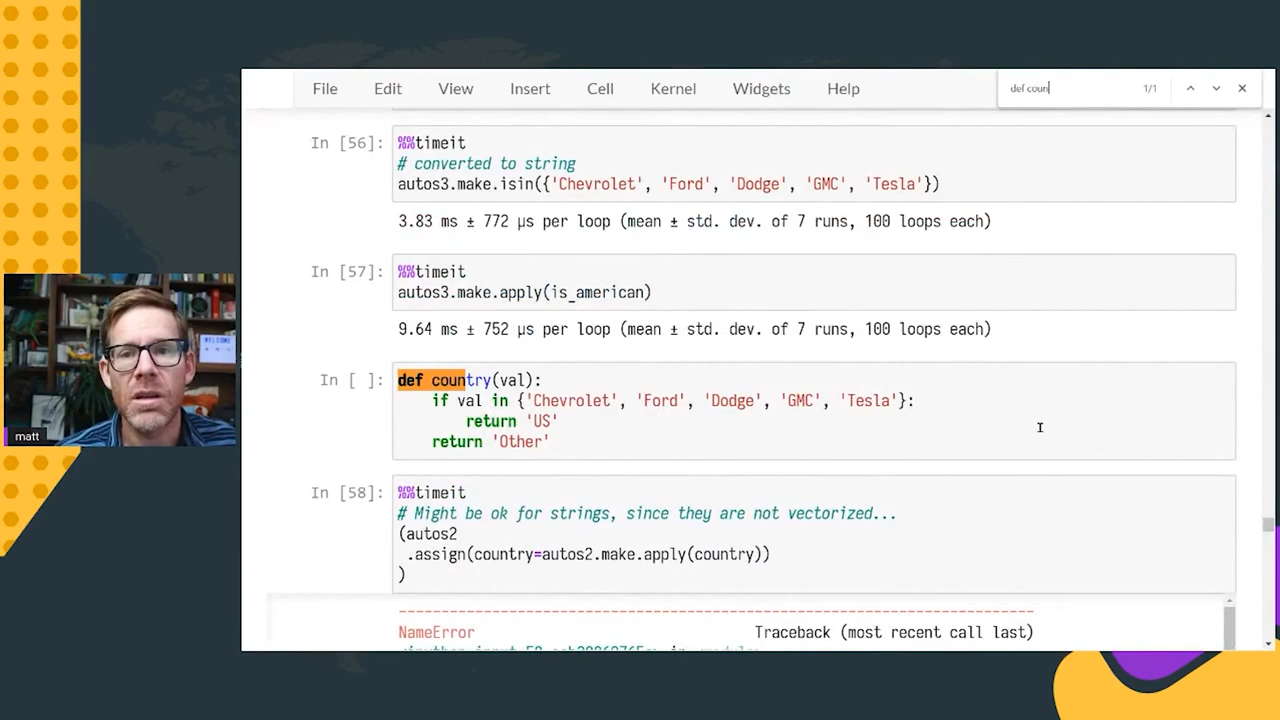 File Edit View Insert Cell Kernel Widgets Help
def coun 1/1
In [56]:
%%timeit
# converted to string
autos3.make.isin({'Chevrolet', 'Ford', 'Dodge', 'GMC', 'Tesla'})
3.83 ms ± 772 µs per loop (mean ± std. dev. of 7 runs, 100 loops each)
In [57]:
%%timeit
autos3.make.apply(is_american)
9.64 ms ± 752 µs per loop (mean ± std. dev. of 7 runs, 100 loops each)
In [ ]:
def country(val):
if val in {'Chevrolet', 'Ford', 'Dodge', 'GMC', 'Tesla'}:
return 'US'
return 'Other'
In [58]:
%%timeit
# Might be ok for strings, since they are not vectorized...
(autos2
.assign(country=autos2.make.apply(country))
)
NameError Traceback (most recent call last)
WELCOME
matt